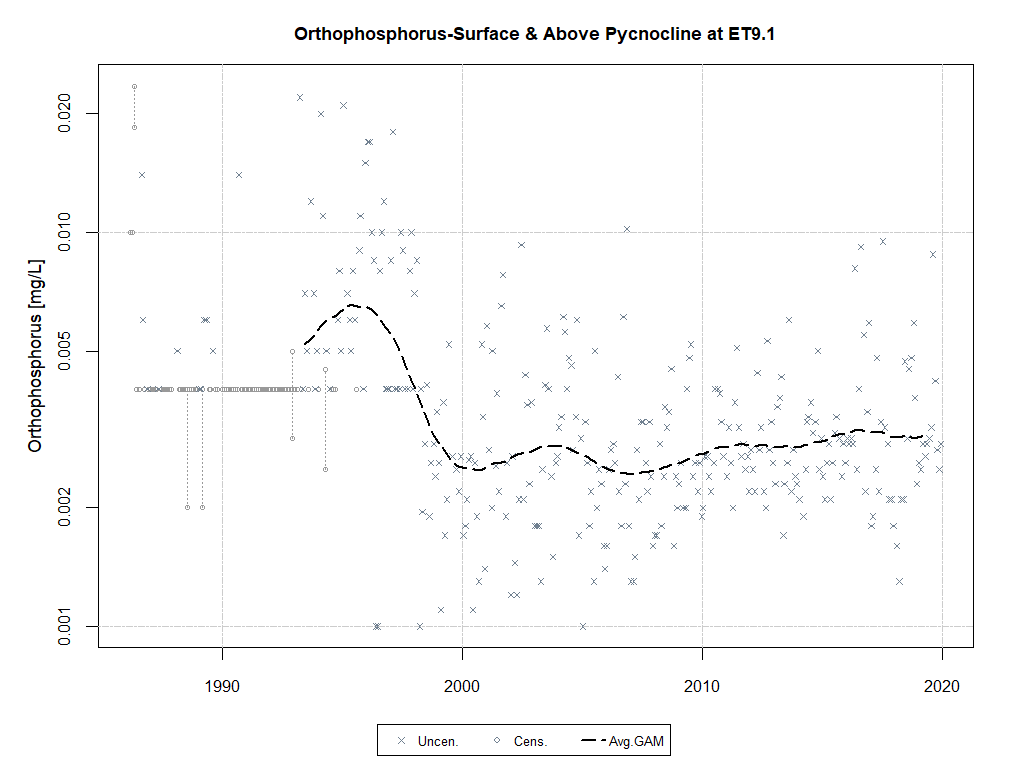 Orthophosphorus-Surface & Above Pycnocline at ET9.1
Orthophosphorus [mg/L]
0.020
0.010
0.005
0.002
0.001
1990 2000 2010 2020
Uncen. Cens. Avg.GAM